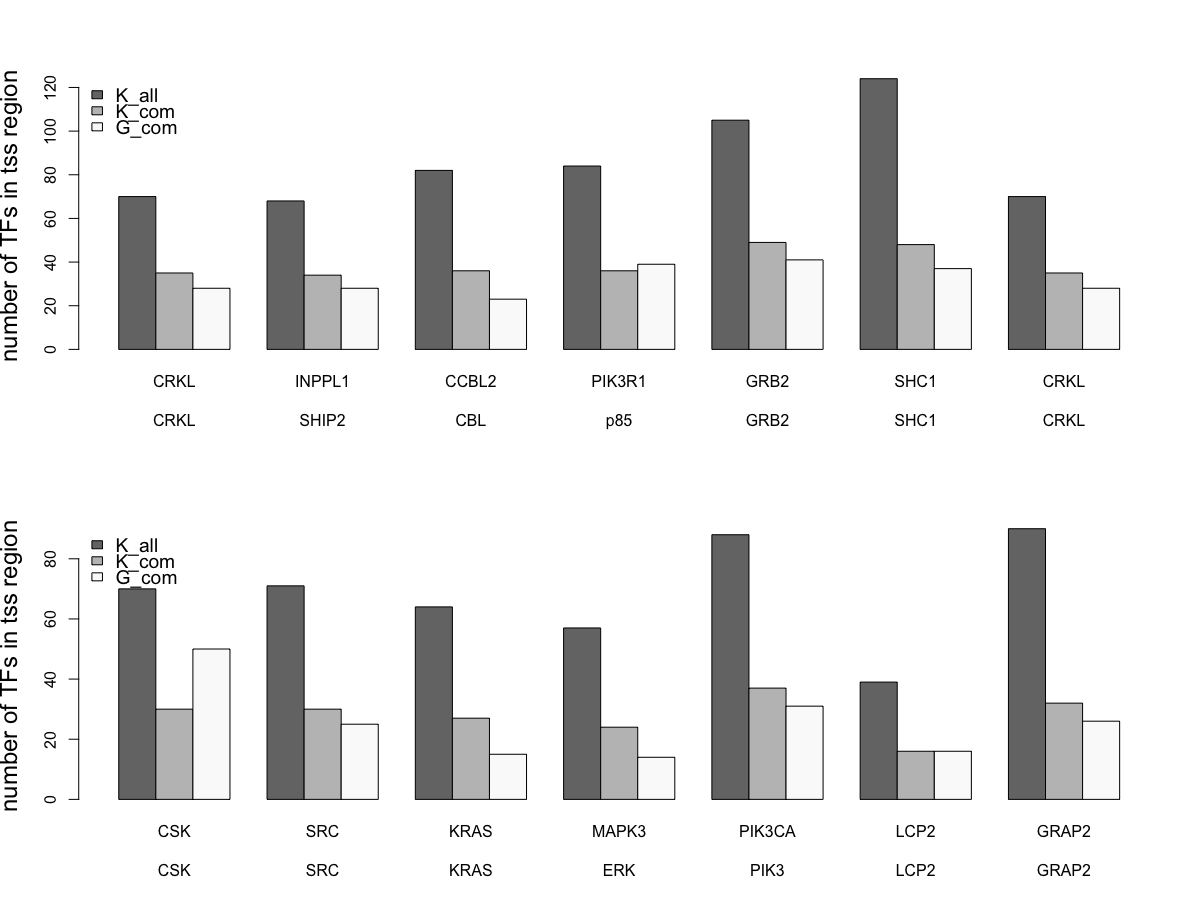 number of TFs in tss region
120
100
80
60
40
20
0
K_all
K_com
G_com
CRKL INPPL1 CCBL2 PIK3R1 GRB2 SHC1 CRKL
CRKL SHIP2 CBL p85 GRB2 SHC1 CRKL
number of TFs in tss region
80
60
40
20
0
K_all
K_com
G_com
CSK SRC KRAS MAPK3 PIK3CA LCP2 GRAP2
CSK SRC KRAS ERK PIK3 LCP2 GRAP2